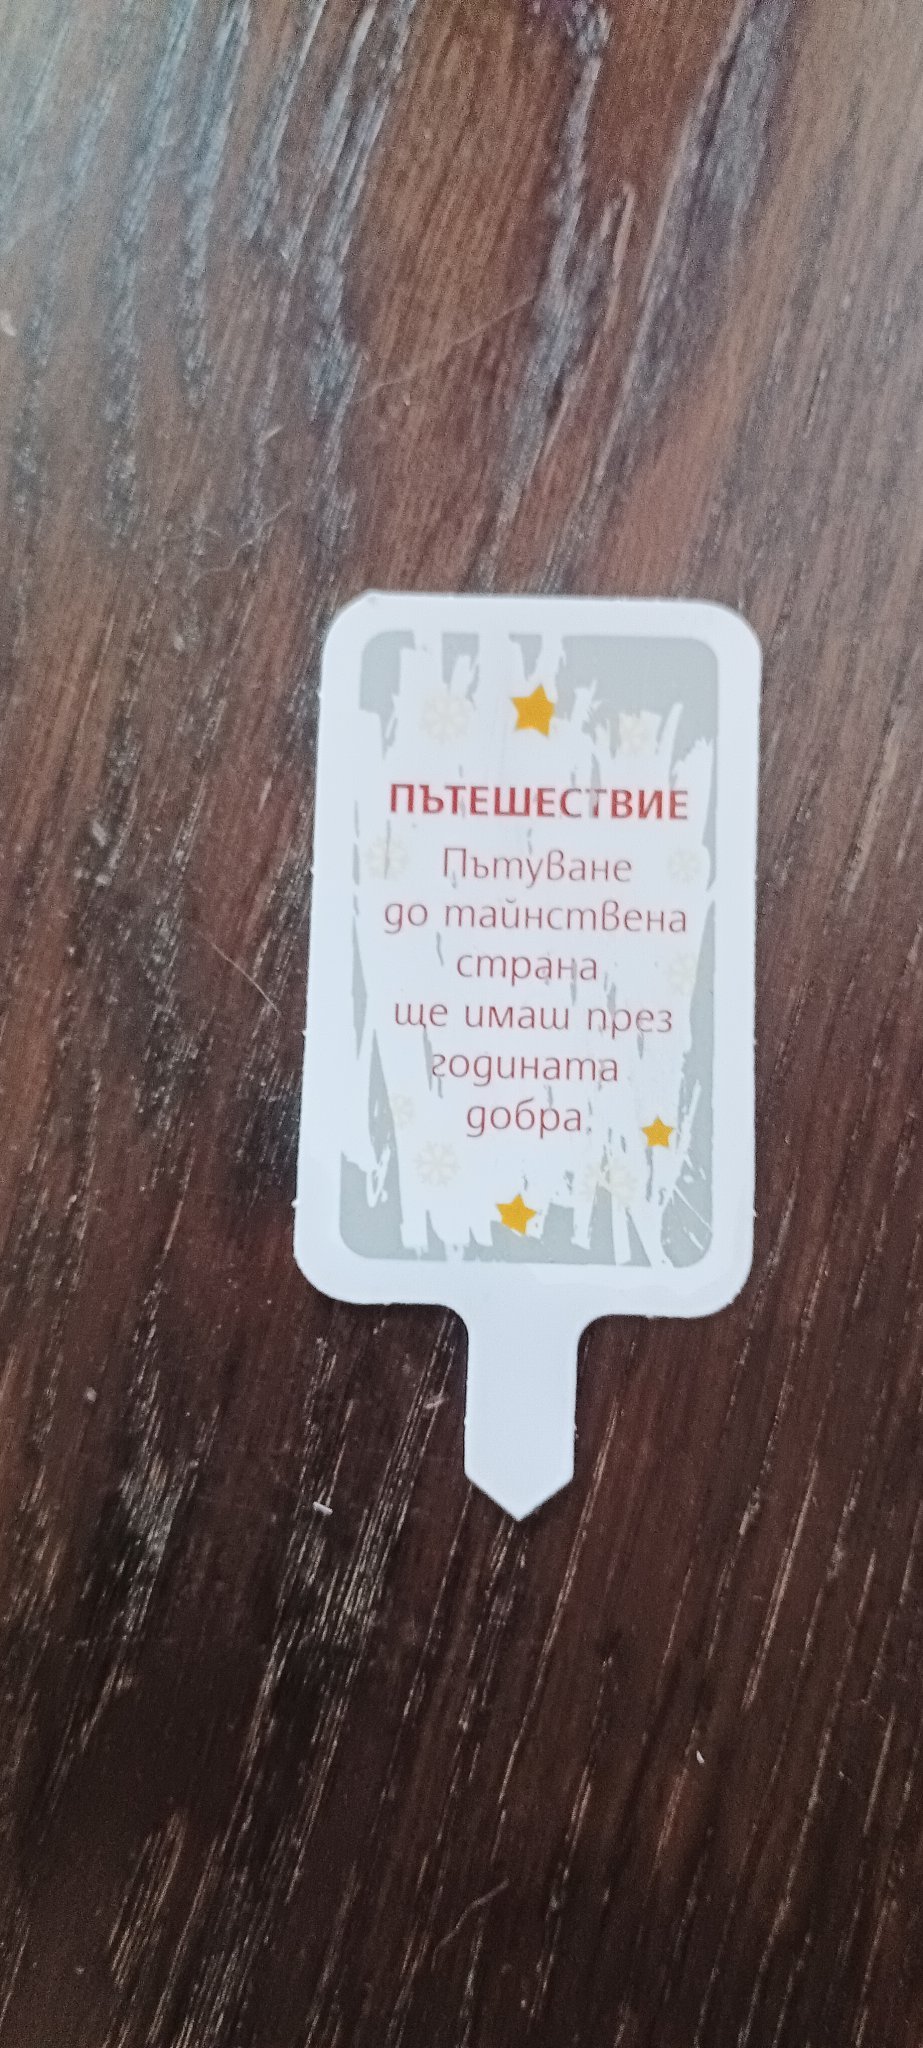 ПЪТЕШЕСТВИЕ
Пътуване
до тайнствена
страна
ще имаш през
годината
добра.